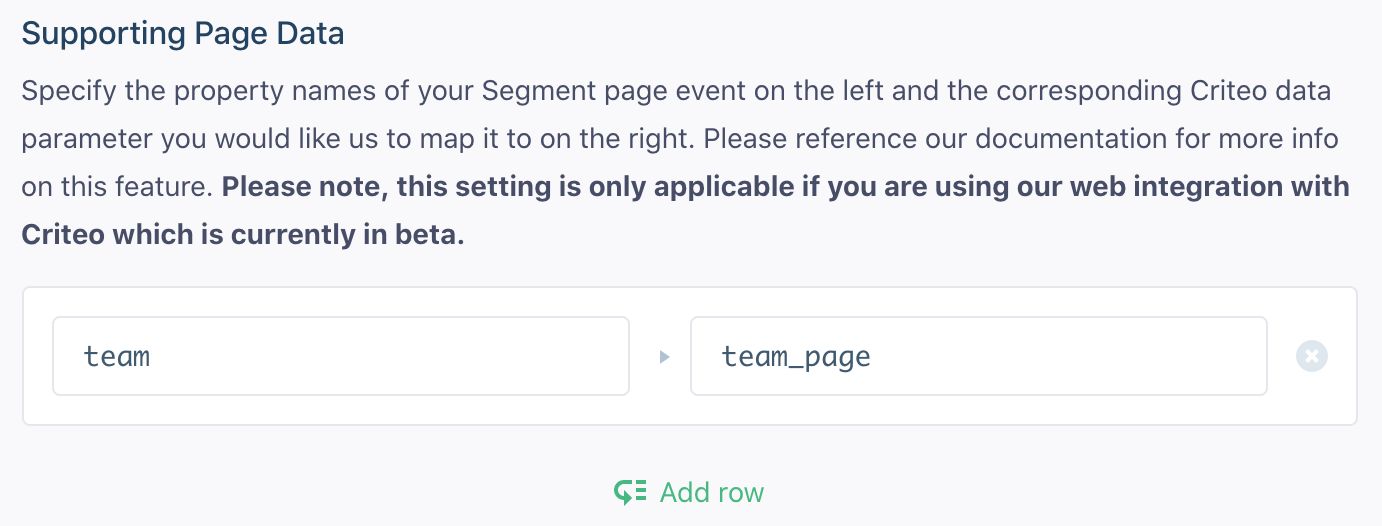 Supporting Page Data
Specify the property names of your Segment page event on the left and the corresponding Criteo data
parameter you would like us to map it to on the right. Please reference our documentation for more info
on this feature. Please note, this setting is only applicable if you are using our web integration with
Criteo which is currently in beta.
team team_page
Add row